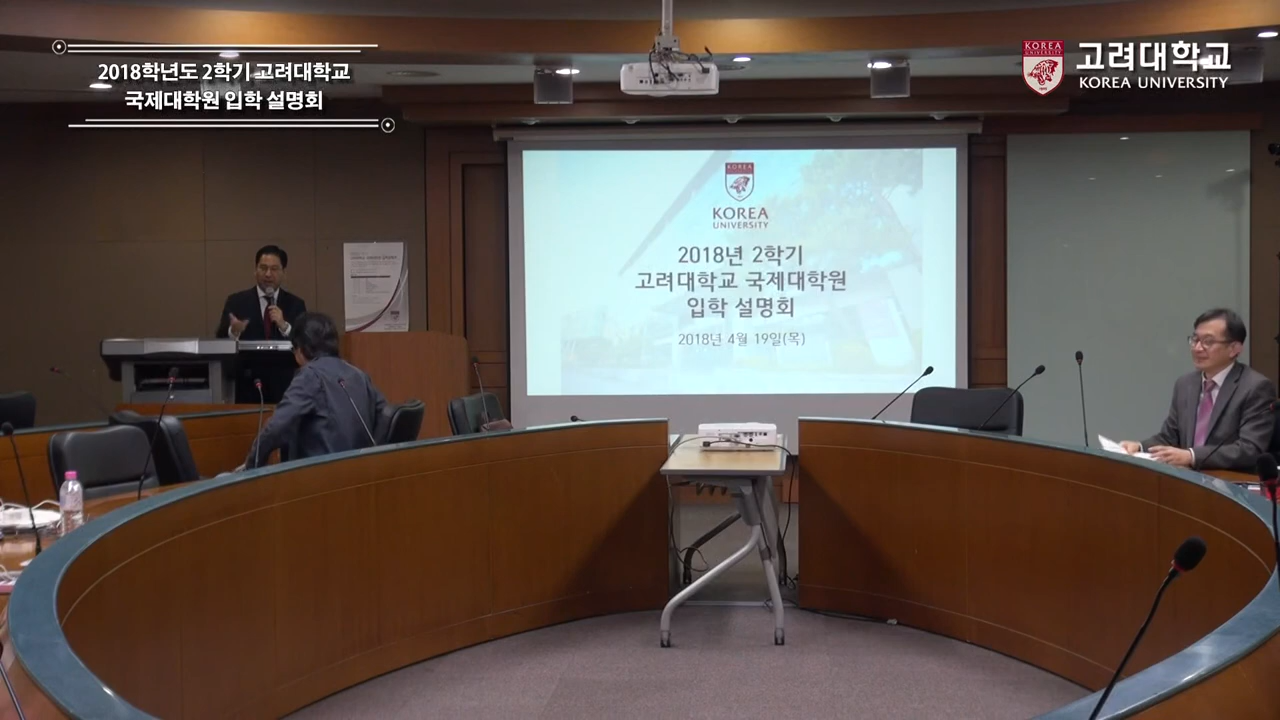 2018학년도 2학기 고려대학교
국제대학원 입학 설명회
KOREA
UNIVERSITY
고려대학교
KOREA UNIVERSITY
KOREA
KOREA
UNIVERSITY
2018년 2학기
고려대학교 국제대학원
입학 설명회
2018년 4월 19일(목)